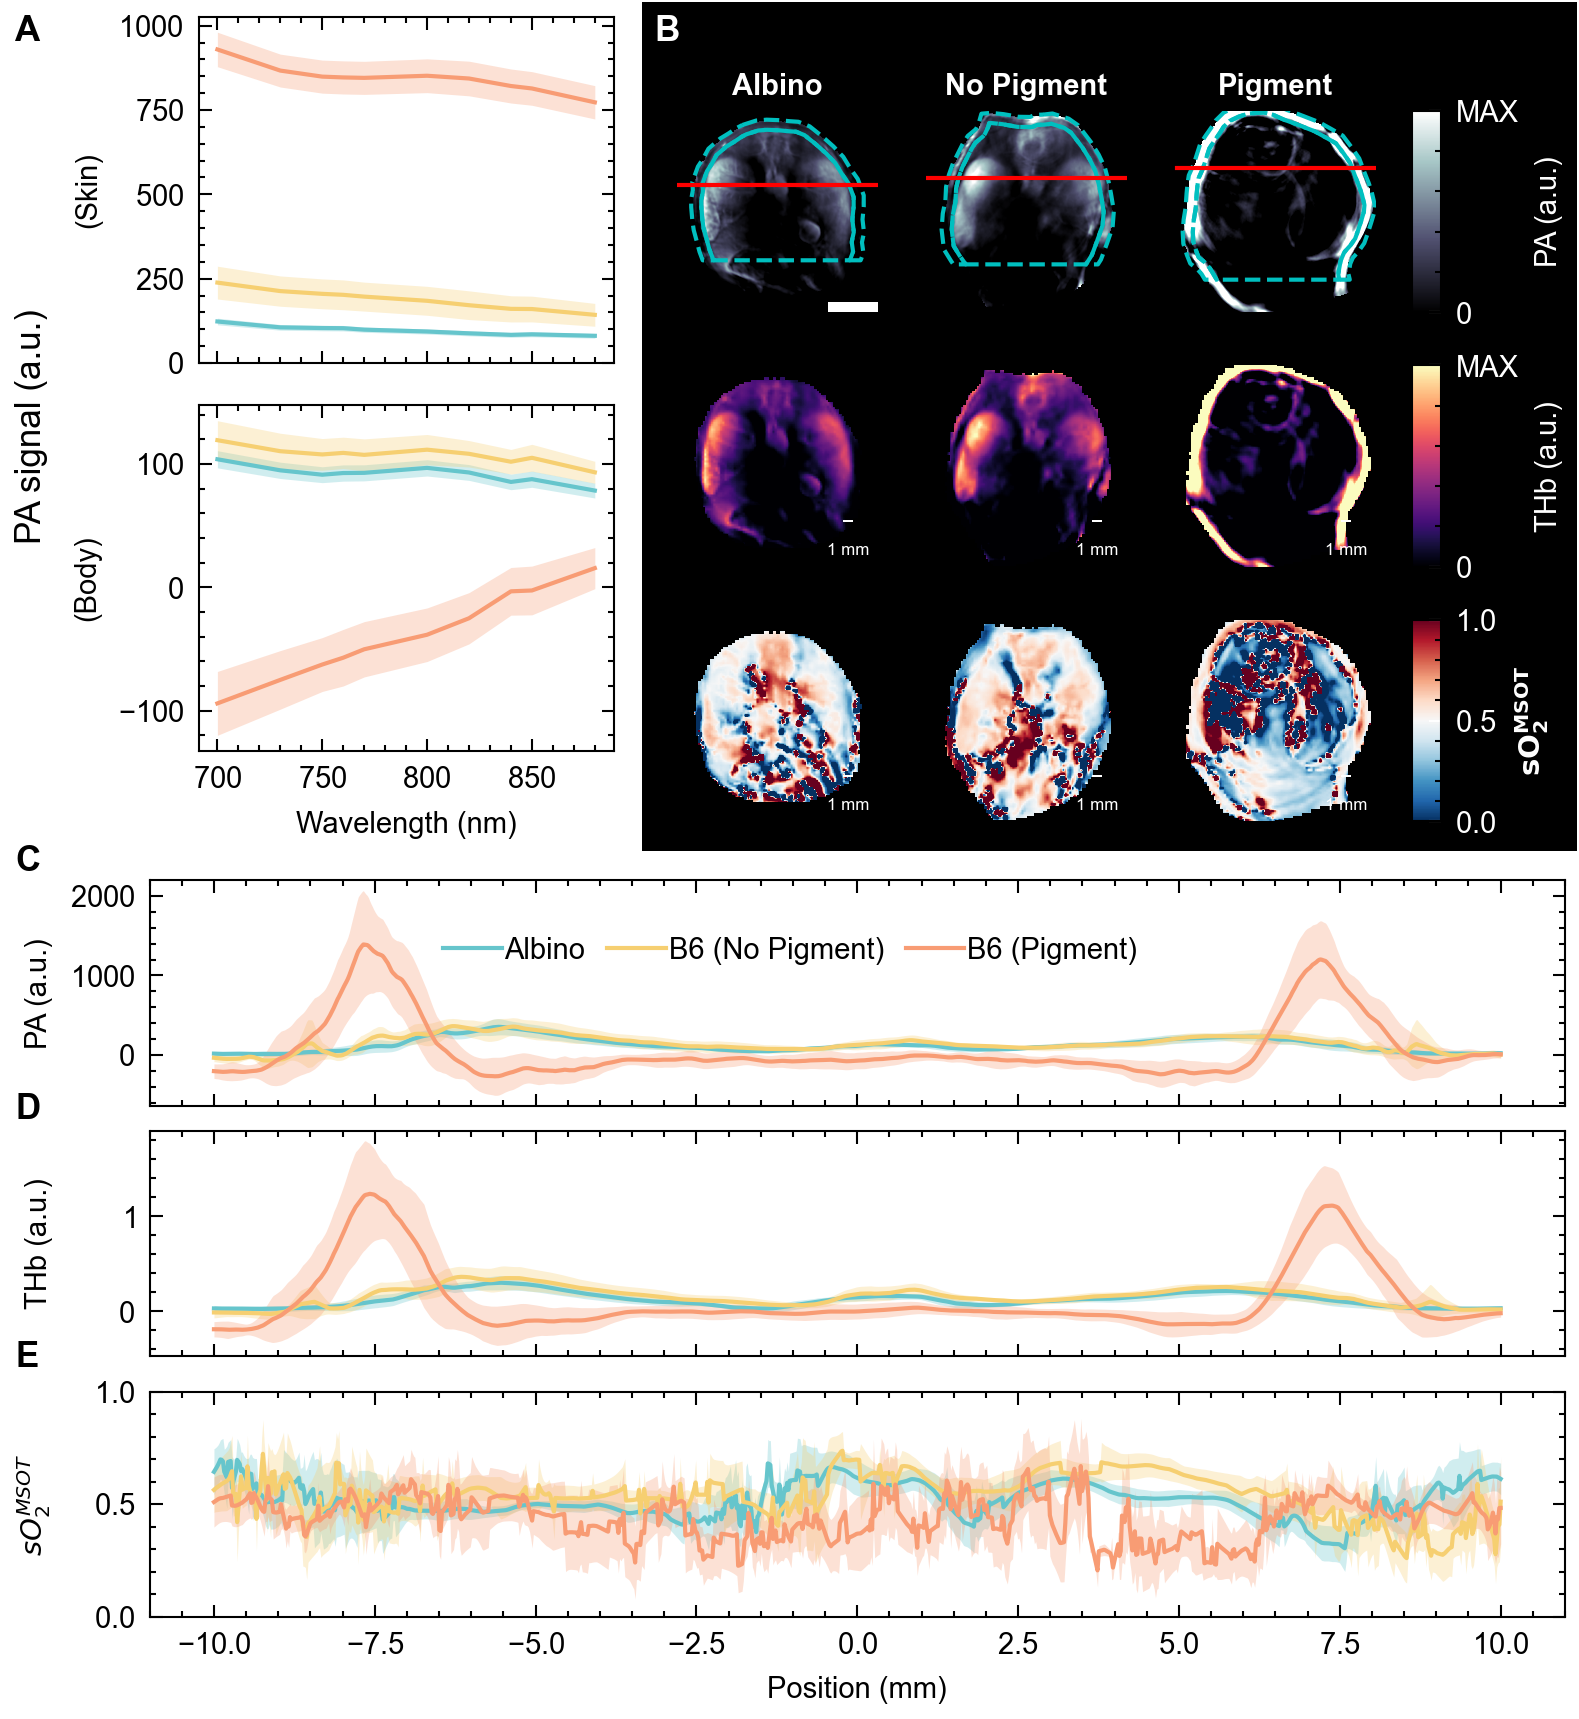 A
1000
750
500
250
0
(Skin)
PA signal (a.u.)
100
0
−100
(Body)
700 750 800 850
Wavelength (nm)
B
Albino No Pigment Pigment
MAX
0
PA (a.u.)
MAX
0
THb (a.u.)
1 mm 1 mm 1 mm
1.0
0.5
0.0
sO₂ᴹˢᴼᵀ
1 mm 1 mm 1 mm
C
2000
1000
0
PA (a.u.)
Albino B6 (No Pigment) B6 (Pigment)
D
1
0
THb (a.u.)
E
1.0
0.5
0.0
sO₂ᴹˢᴼᵀ
−10.0 −7.5 −5.0 −2.5 0.0 2.5 5.0 7.5 10.0
Position (mm)